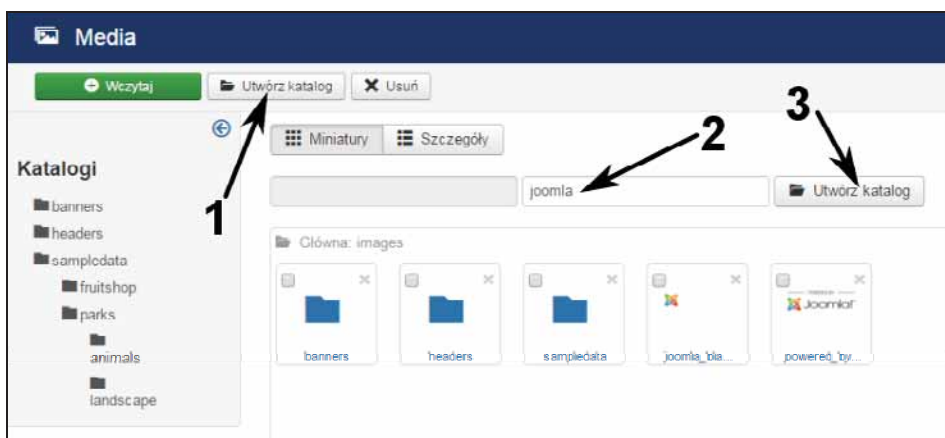 Media
Wczytaj
Utwórz katalog
Usuń
1
Miniatury
Szczegóły
2
3
Katalogi
joomla
Utwórz katalog
banners
headers
sampledata
fruitshop
parks
animals
landscape
Główna: images
banners
headers
sampledata
joomla_bla...
powered_by...
Joomla!